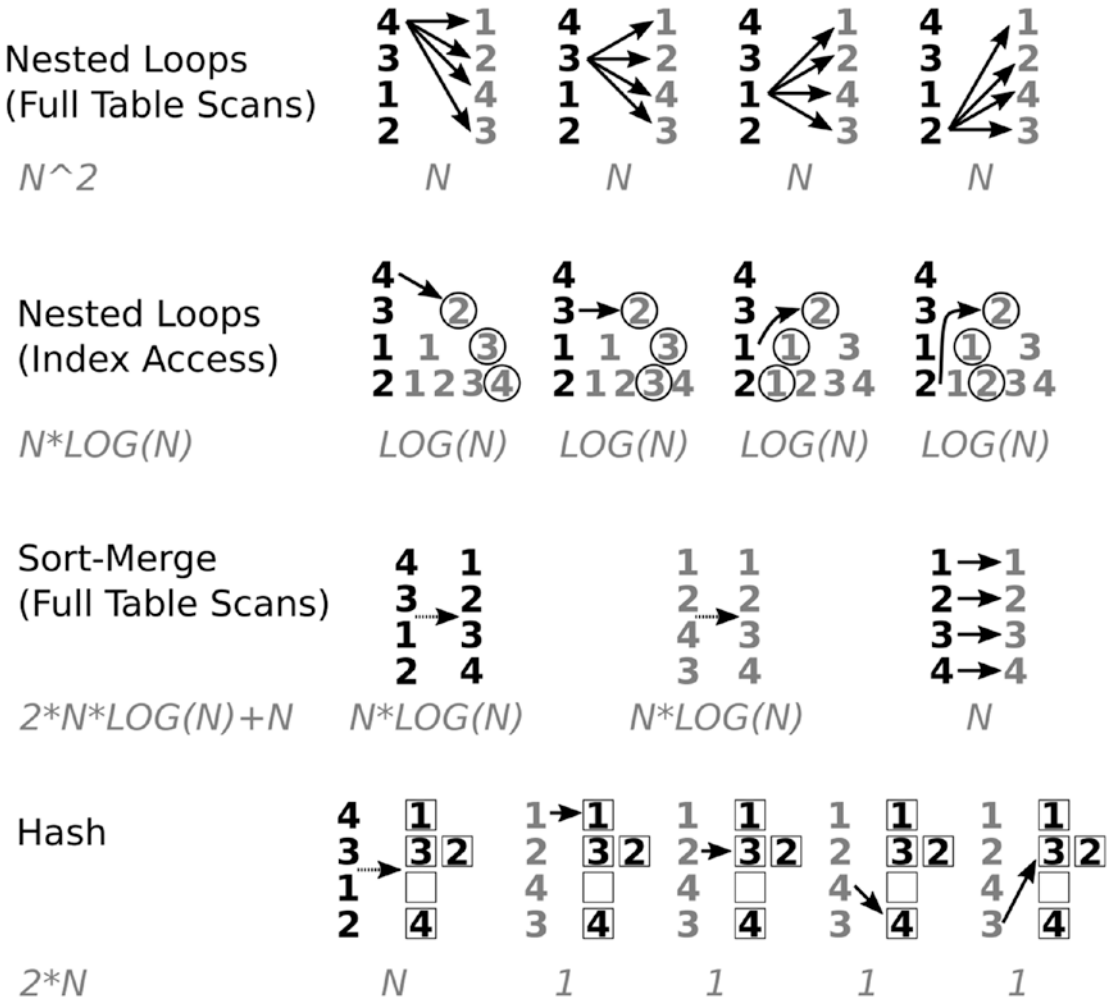 Nested Loops
(Full Table Scans)
4 1 4 1 4 1 4 1
3 2 3 2 3 2 3 2
1 4 1 4 1 4 1 4
2 3 2 3 2 3 2 3
N^2 N N N N
Nested Loops
(Index Access)
4 4 4 4
3 2 3 2 3 2 3 2
1 1 3 1 1 3 1 1 3 1 1 3
2 1 2 3 4 2 1 2 3 4 2 1 2 3 4 2 1 2 3 4
N*LOG(N) LOG(N) LOG(N) LOG(N) LOG(N)
Sort-Merge
(Full Table Scans)
4 1 1 1 1 1
3 2 2 2 2 2
1 3 4 3 3 3
2 4 3 4 4 4
2*N*LOG(N)+N N*LOG(N) N*LOG(N) N
Hash
4 1 1 1 1 1 1 1 1 1
3 3 2 2 3 2 2 3 2 2 3 2 2 3 2
1 4 4 4 4
2 4 3 4 3 4 3 4 3 4
2*N N 1 1 1 1